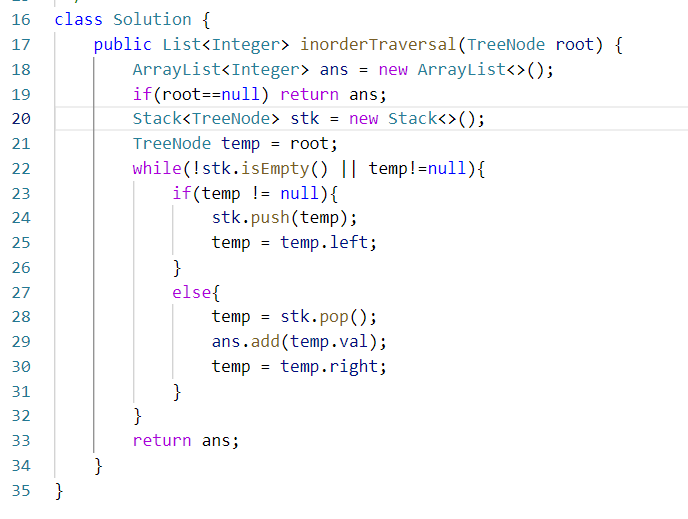 16 class Solution {
17     public List<Integer> inorderTraversal(TreeNode root) {
18         ArrayList<Integer> ans = new ArrayList<>();
19         if(root==null) return ans;
20         Stack<TreeNode> stk = new Stack<>();
21         TreeNode temp = root;
22         while(!stk.isEmpty() || temp!=null){
23             if(temp != null){
24                 stk.push(temp);
25                 temp = temp.left;
26             }
27             else{
28                 temp = stk.pop();
29                 ans.add(temp.val);
30                 temp = temp.right;
31             }
32         }
33         return ans;
34     }
35 }